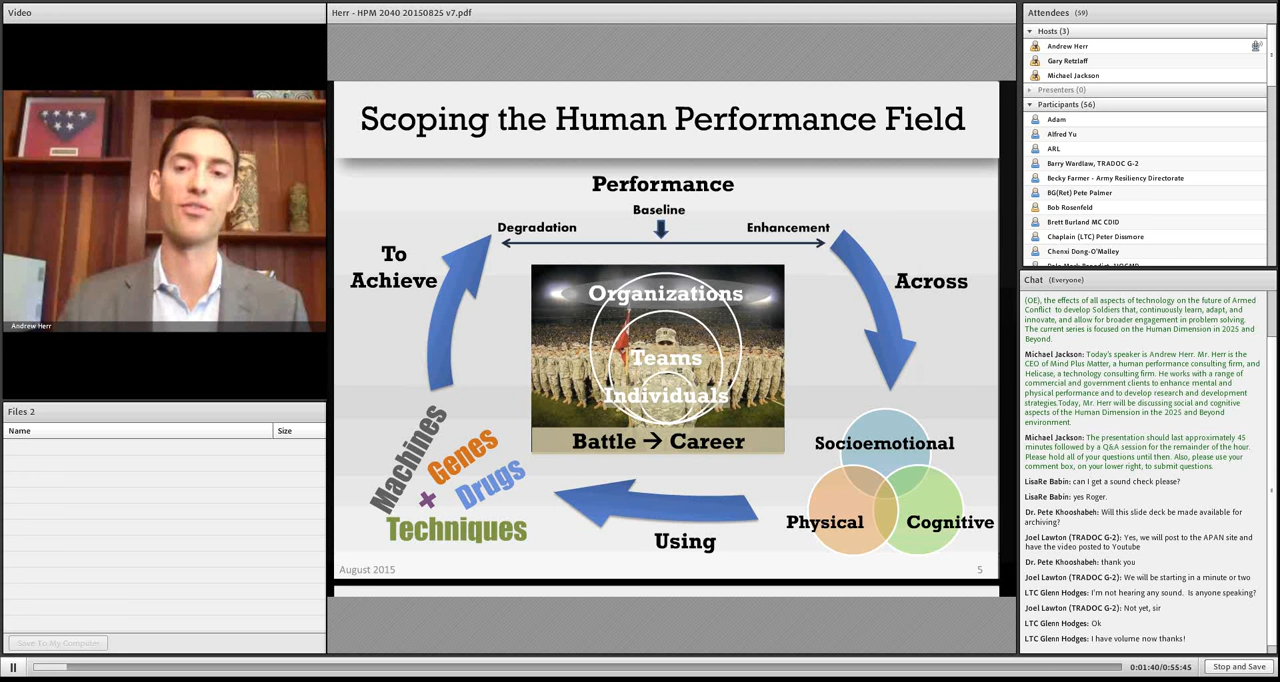 Video
Andrew Herr
Files 2
Name
Size
Save To My Computer
Herr - HPM 2040 20150825 v7.pdf
Scoping the Human Performance Field
Performance
Baseline
Degradation
Enhancement
To
Achieve
Across
Organizations
Teams
Individuals
Battle → Career
Machines
Genes
+
Drugs
Techniques
Socioemotional
Physical
Cognitive
Using
August 2015
5
Attendees (59)
Hosts (3)
Andrew Herr
Gary Retzlaff
Michael Jackson
Presenters (0)
Participants (56)
Adam
Alfred Yu
ARL
Barry Wardlaw, TRADOC G-2
Becky Farmer - Army Resiliency Directorate
BG(Ret) Pete Palmer
Bob Rosenfeld
Brett Burland MC CDID
Chaplain (LTC) Peter Dissmore
Chenxi Dong-O'Malley
Chat (Everyone)
(OE), the effects of all aspects of technology on the future of Armed
Conflict to develop Soldiers that, continuously learn, adapt, and
innovate, and allow for broader engagement in problem solving.
The current series is focused on the Human Dimension in 2025 and
Beyond.
Michael Jackson: Today's speaker is Andrew Herr. Mr. Herr is the
CEO of Mind Plus Matter, a human performance consulting firm, and
Helicase, a technology consulting firm. He works with a range of
commercial and government clients to enhance mental and
physical performance and to develop research and development
strategies.Today, Mr. Herr will be discussing social and cognitive
aspects of the Human Dimension in the 2025 and Beyond
environment.
Michael Jackson: The presentation should last approximately 45
minutes followed by a Q&A session for the remainder of the hour.
Please hold all of your questions until then. Also, please use your
comment box, on your lower right, to submit questions.
LisaRe Babin: can I get a sound check please?
LisaRe Babin: yes Roger.
Dr. Pete Khooshabeh: Will this slide deck be made available for
archiving?
Joel Lawton (TRADOC G-2): Yes, we will post to the APAN site and
have the video posted to Youtube
Dr. Pete Khooshabeh: thank you
Joel Lawton (TRADOC G-2): We will be starting in a minute or two
LTC Glenn Hodges: I'm not hearing any sound. Is anyone speaking?
Joel Lawton (TRADOC G-2): Not yet, sir
LTC Glenn Hodges: Ok
LTC Glenn Hodges: I have volume now thanks!
0:01:40/0:55:45
Stop and Save